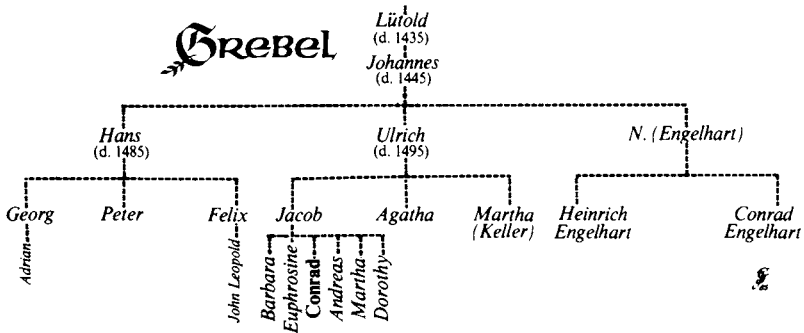 GREBEL
Lütold
(d. 1435)
Johannes
(d. 1445)
Hans
(d. 1485)
Ulrich
(d. 1495)
N. (Engelhart)
Georg
Peter
Felix
Jacob
Agatha
Martha
(Keller)
Heinrich
Engelhart
Conrad
Engelhart
Adrian
John Leopold
Barbara
Euphrosine
Conrad
Andreas
Martha
Dorothy